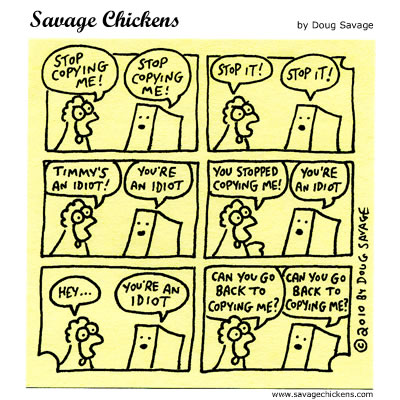 Savage Chickens
by Doug Savage
STOP
COPYING
ME!
STOP
COPYING
ME!
STOP IT!
STOP IT!
TIMMY'S
AN IDIOT!
YOU'RE
AN IDIOT
YOU STOPPED
COPYING ME!
YOU'RE
AN IDIOT
HEY...
YOU'RE AN
IDIOT
CAN YOU GO
BACK TO
COPYING ME?
CAN YOU GO
BACK TO
COPYING ME?
© 2010 BY DOUG SAVAGE
www.savagechickens.com